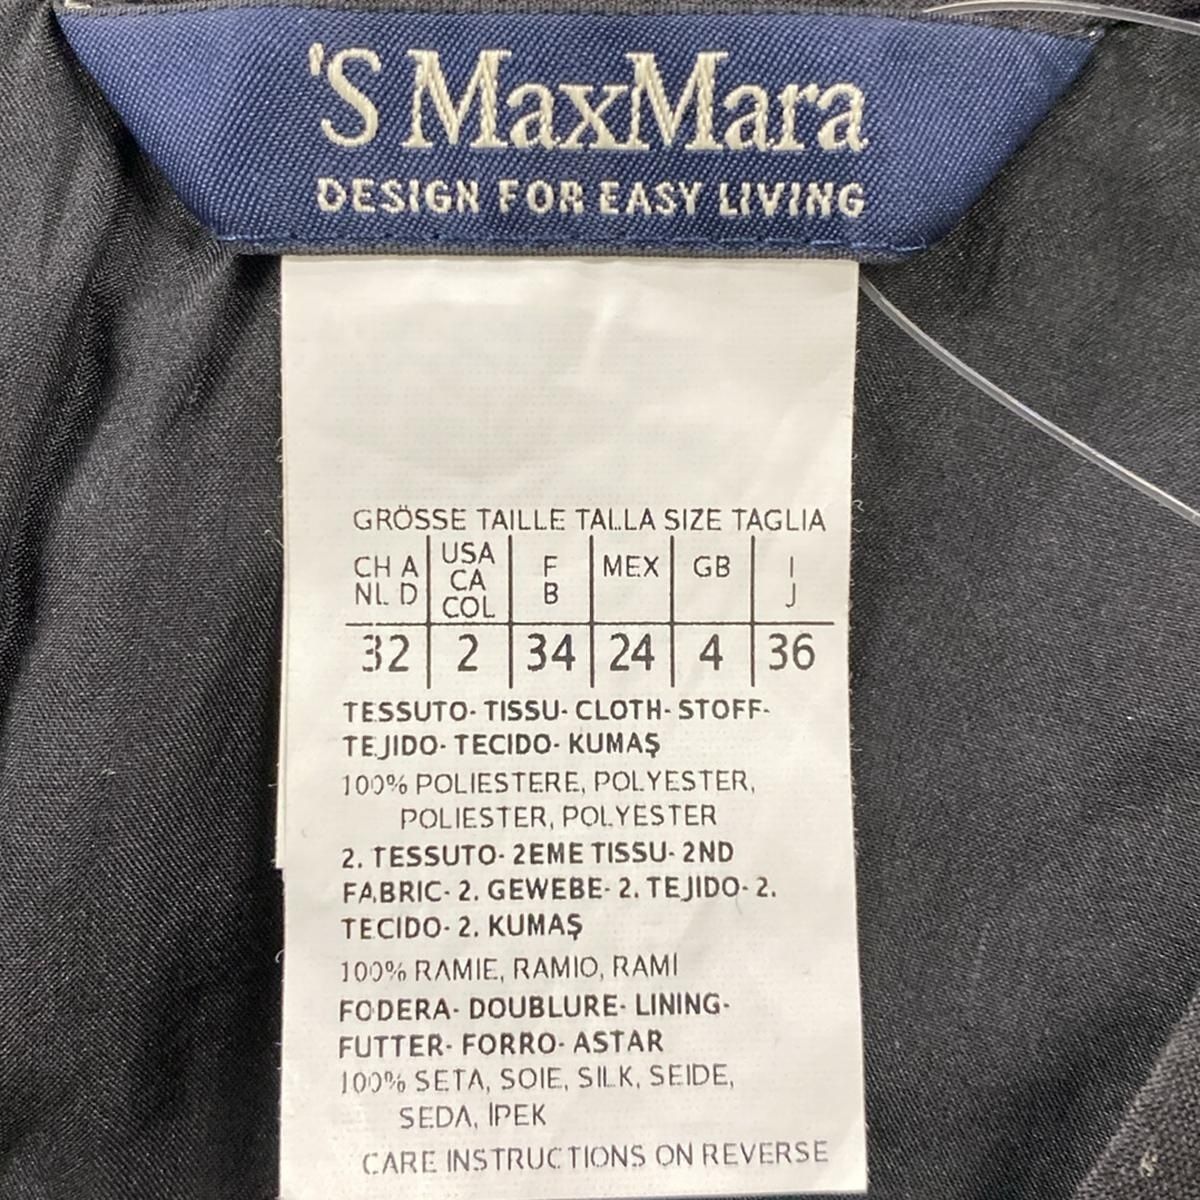 'S MaxMara
DESIGN FOR EASY LIVING
GRÖSSE TAILLE TALLA SIZE TAGLIA
CH A NL D | USA CA COL | F B | MEX | GB | I J
32 | 2 | 34 | 24 | 4 | 36
TESSUTO- TISSU- CLOTH- STOFF-
TEJIDO- TECIDO- KUMAŞ
100% POLIESTERE, POLYESTER,
POLIESTER, POLYESTER
2. TESSUTO- 2EME TISSU- 2ND
FABRIC- 2. GEWEBE- 2. TEJIDO- 2.
TECIDO- 2. KUMAŞ
100% RAMIE, RAMIO, RAMI
FODERA- DOUBLURE- LINING-
FUTTER- FORRO- ASTAR
100% SETA, SOIE, SILK, SEIDE,
SEDA, İPEK
CARE INSTRUCTIONS ON REVERSE